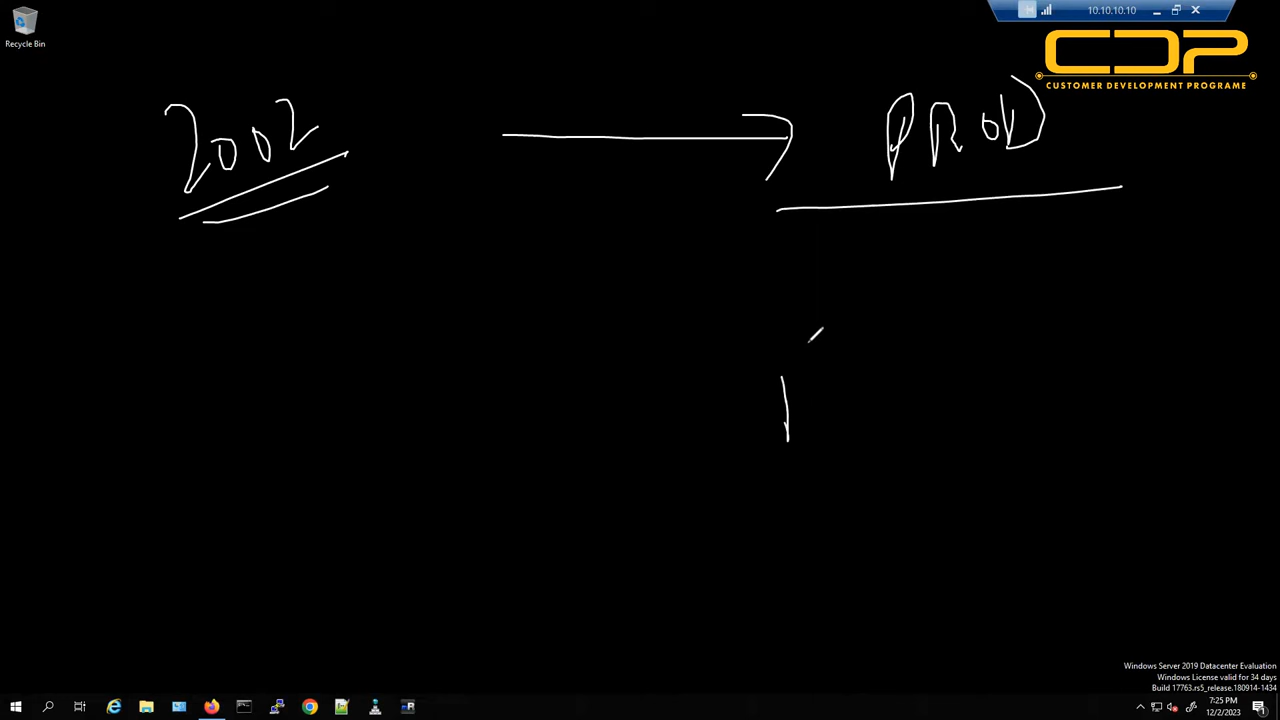 10.10.10.10
CDP
CUSTOMER DEVELOPMENT PROGRAME
Recycle Bin
2002 PROD
Windows Server 2019 Datacenter Evaluation
Windows License valid for 34 days
Build 17763.rs5_release.180914-1434
7:25 PM
12/2/2023